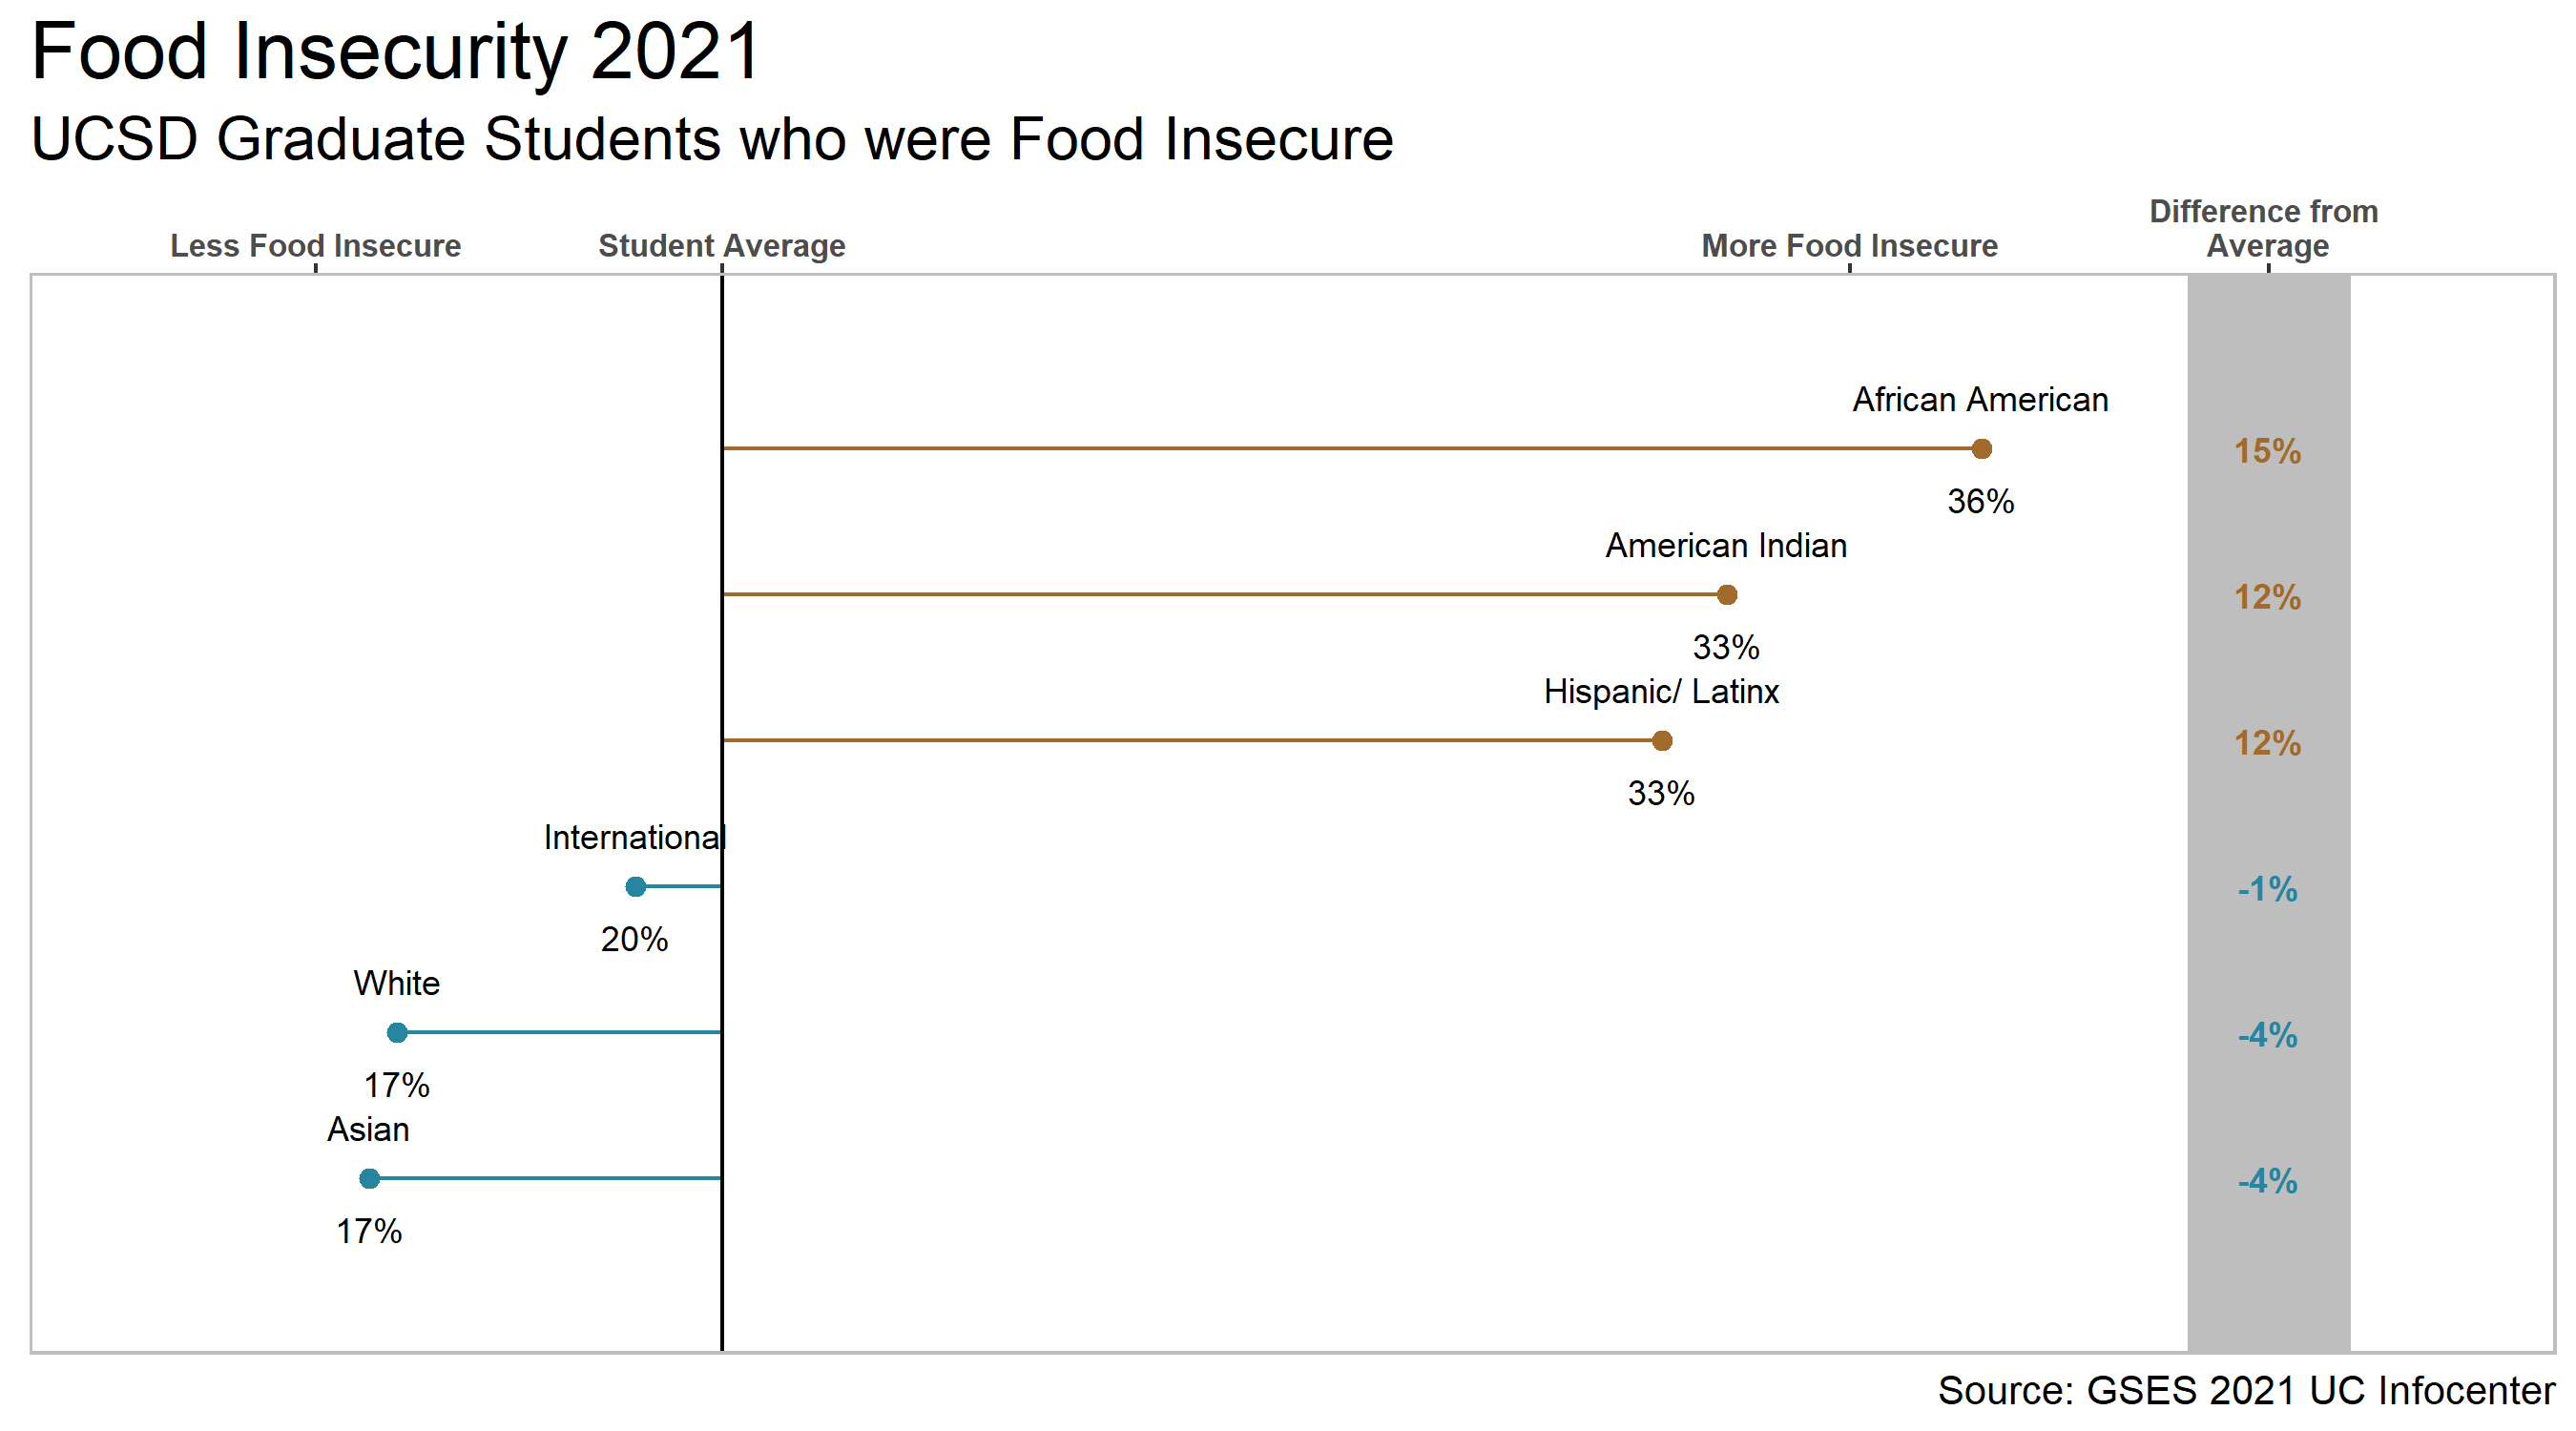 Food Insecurity 2021
UCSD Graduate Students who were Food Insecure
Less Food Insecure
Student Average
More Food Insecure
Difference from
Average
African American
15%
36%
American Indian
12%
33%
Hispanic/ Latinx
12%
33%
International
-1%
20%
White
-4%
17%
Asian
-4%
17%
Source: GSES 2021 UC Infocenter